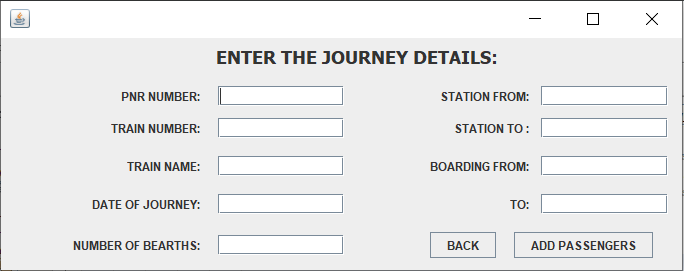 ENTER THE JOURNEY DETAILS:
PNR NUMBER: STATION FROM:
TRAIN NUMBER: STATION TO :
TRAIN NAME: BOARDING FROM:
DATE OF JOURNEY: TO:
NUMBER OF BEARTHS: BACK ADD PASSENGERS